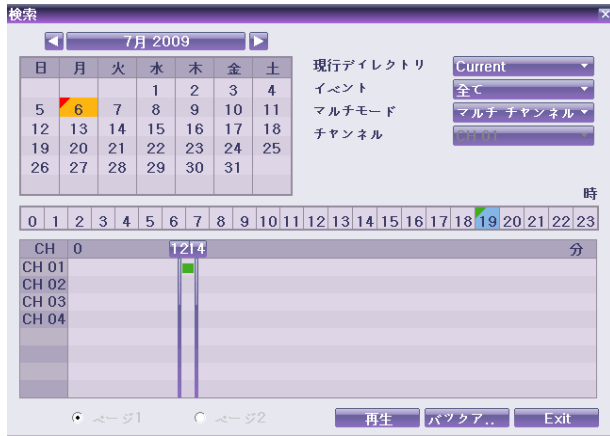 検索
7月 2009
日 月 火 水 木 金 土
1 2 3 4
5 6 7 8 9 10 11
12 13 14 15 16 17 18
19 20 21 22 23 24 25
26 27 28 29 30 31
現行ディレクトリ Current
イベント 全て
マルチモード マルチ チャンネル
チャンネル CH 01
時
0 1 2 3 4 5 6 7 8 9 10 11 12 13 14 15 16 17 18 19 20 21 22 23
CH 0 12 14 分
CH 01
CH 02
CH 03
CH 04
ページ1 ページ2 再生 バックア.. Exit